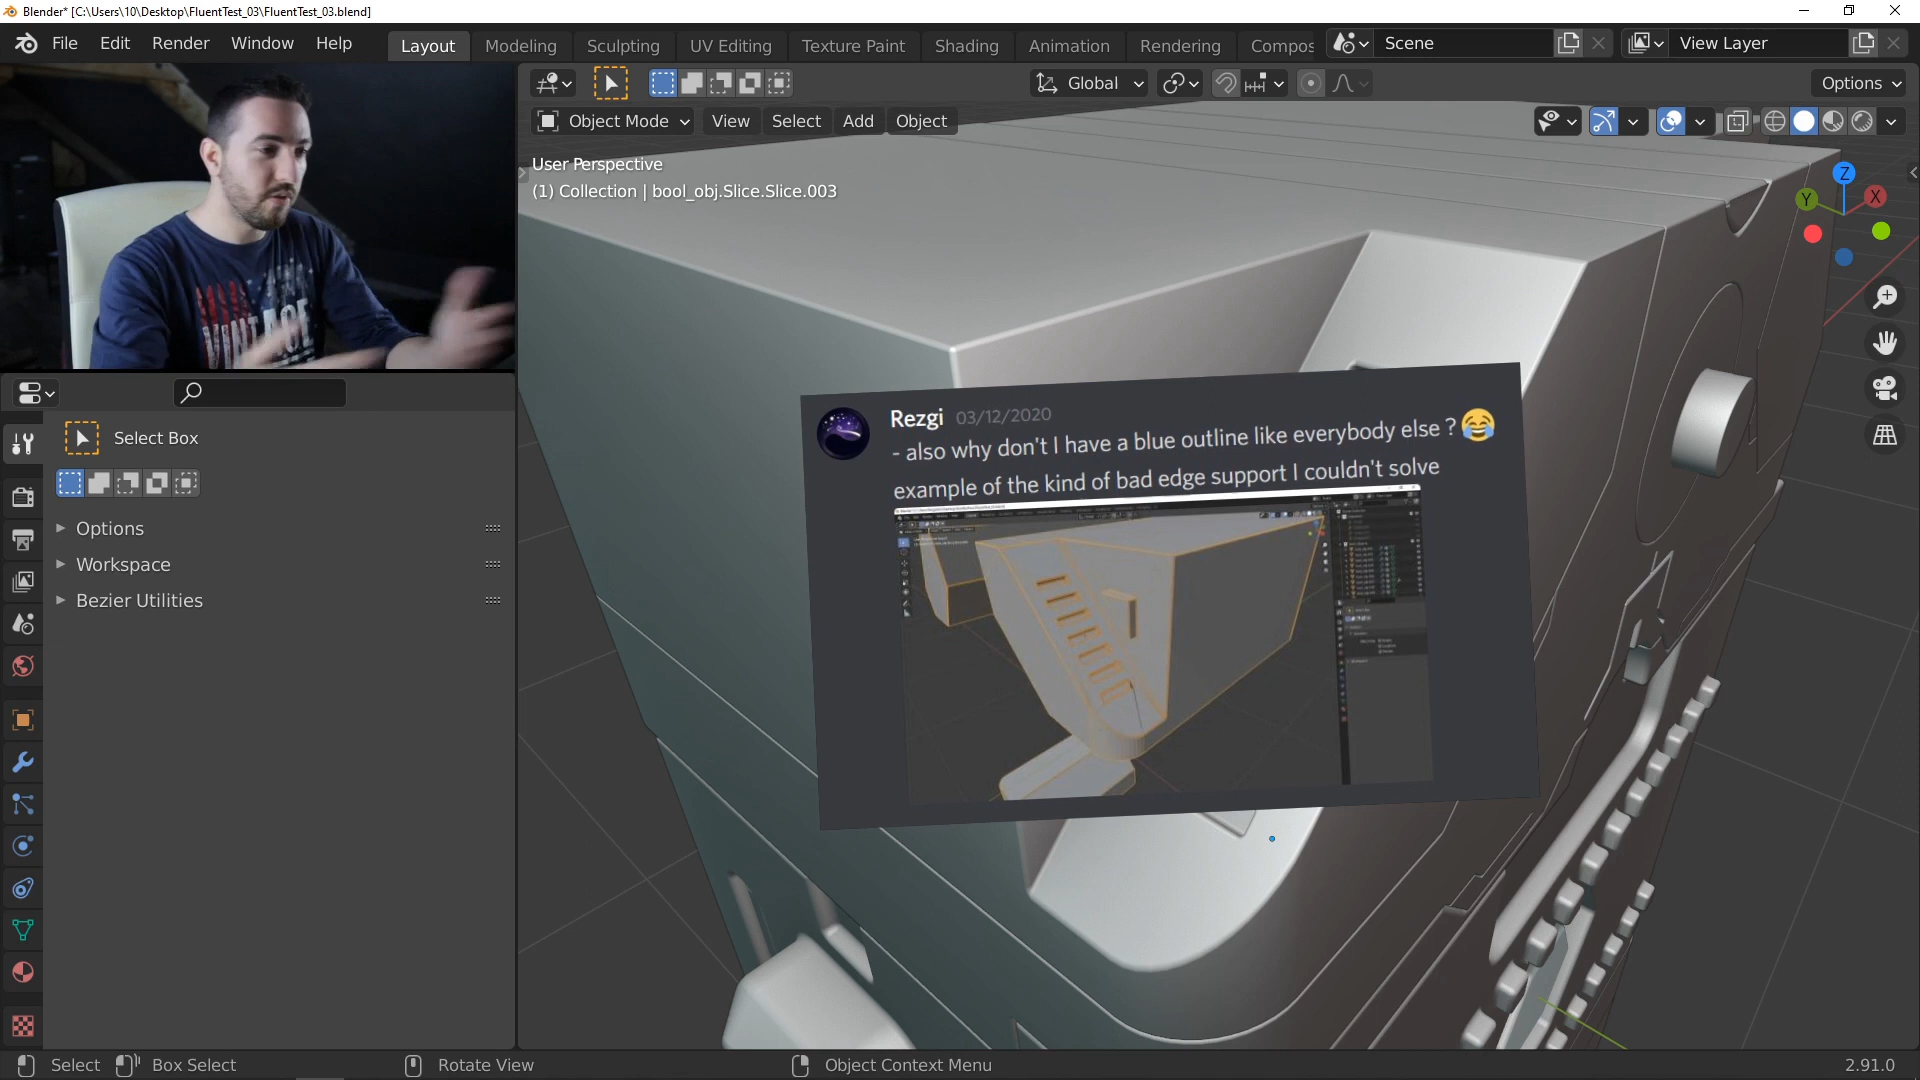 Blender* [C:\Users\10\Desktop\FluentTest_03\FluentTest_03.blend]
File Edit Render Window Help
Layout Modeling Sculpting UV Editing Texture Paint Shading Animation Rendering Compos
Scene
View Layer
Global
Options
Object Mode View Select Add Object
User Perspective
(1) Collection | bool_obj.Slice.Slice.003
Z
Y
X
VINTAGE
Select Box
Options
Workspace
Bezier Utilities
Rezgi 03/12/2020
- also why don't I have a blue outline like everybody else ? 😂
example of the kind of bad edge support I couldn't solve
Select Box Select Rotate View Object Context Menu 2.91.0